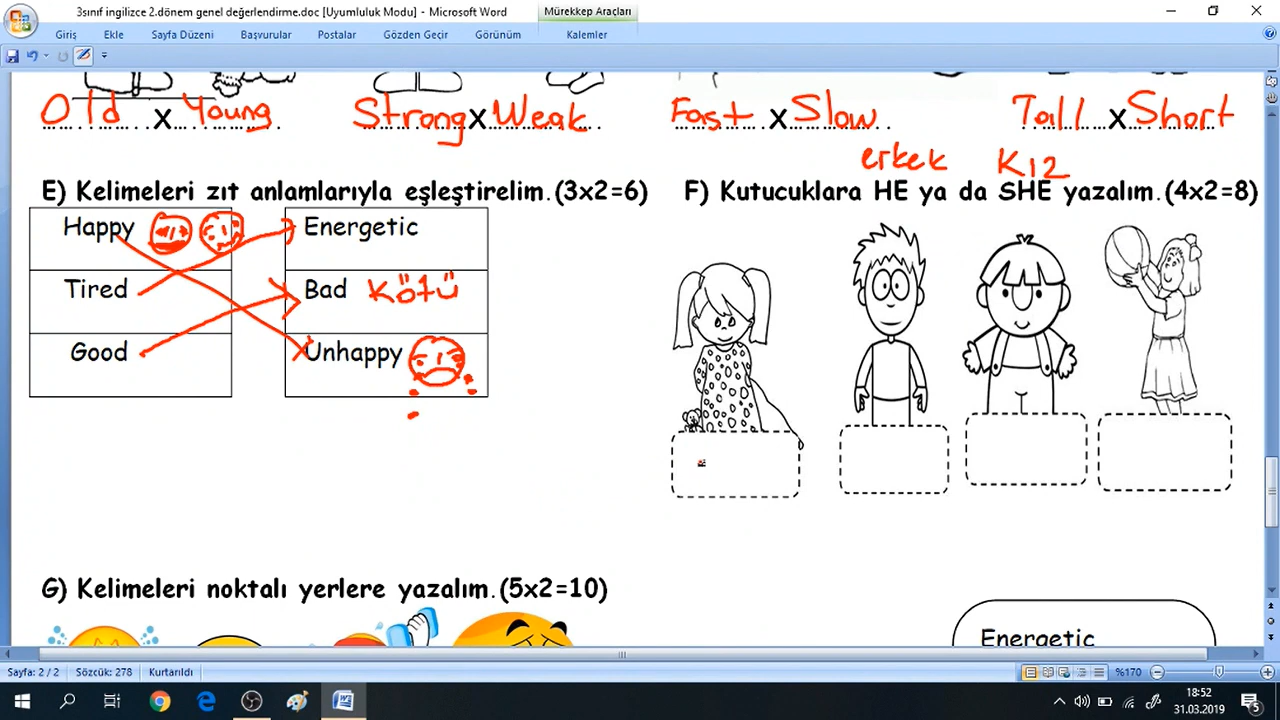 3sınıf ingilizce 2.dönem genel değerlendirme.doc [Uyumluluk Modu] - Microsoft Word
Mürekkep Araçları
Giriş Ekle Sayfa Düzeni Başvurular Postalar Gözden Geçir Görünüm Kalemler
Old x Young Strong x Weak Fast x Slow Tall x Short
erkek Kız
E) Kelimeleri zıt anlamlarıyla eşleştirelim.(3x2=6)
Happy Energetic
Tired Bad Kötü
Good Unhappy
F) Kutucuklara HE ya da SHE yazalım.(4x2=8)
G) Kelimeleri noktalı yerlere yazalım.(5x2=10)
Energetic
Sayfa: 2 / 2 Sözcük: 278 Kurtarıldı %170
18:52
31.03.2019
5